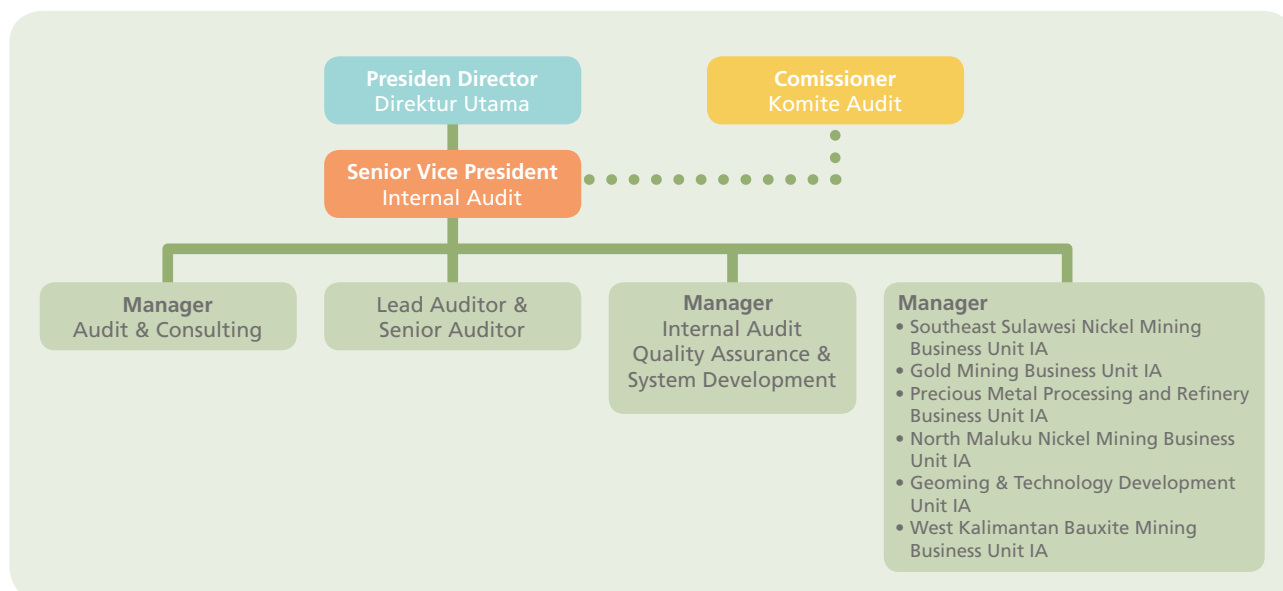 Presiden Director
Direktur Utama
Comissioner
Komite Audit
Senior Vice President
Internal Audit
Manager
Audit & Consulting
Lead Auditor &
Senior Auditor
Manager
Internal Audit
Quality Assurance &
System Development
Manager
• Southeast Sulawesi Nickel Mining
Business Unit IA
• Gold Mining Business Unit IA
• Precious Metal Processing and Refinery
Business Unit IA
• North Maluku Nickel Mining Business
Unit IA
• Geoming & Technology Development
Unit IA
• West Kalimantan Bauxite Mining
Business Unit IA